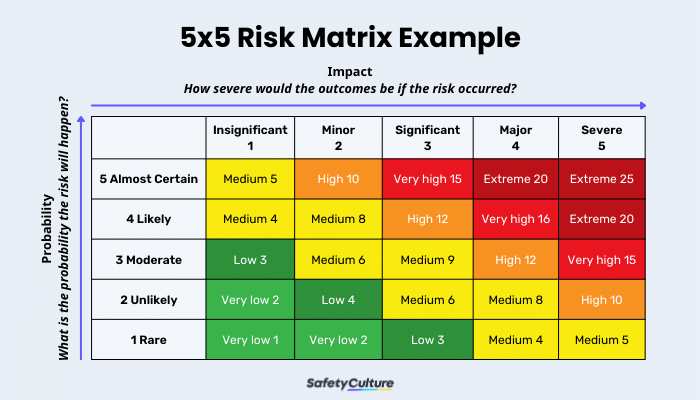 5x5 Risk Matrix Example
Impact
How severe would the outcomes be if the risk occurred?
Probability
What is the probability the risk will happen?
Insignificant 1 Minor 2 Significant 3 Major 4 Severe 5
5 Almost Certain Medium 5 High 10 Very high 15 Extreme 20 Extreme 25
4 Likely Medium 4 Medium 8 High 12 Very high 16 Extreme 20
3 Moderate Low 3 Medium 6 Medium 9 High 12 Very high 15
2 Unlikely Very low 2 Low 4 Medium 6 Medium 8 High 10
1 Rare Very low 1 Very low 2 Low 3 Medium 4 Medium 5
SafetyCulture